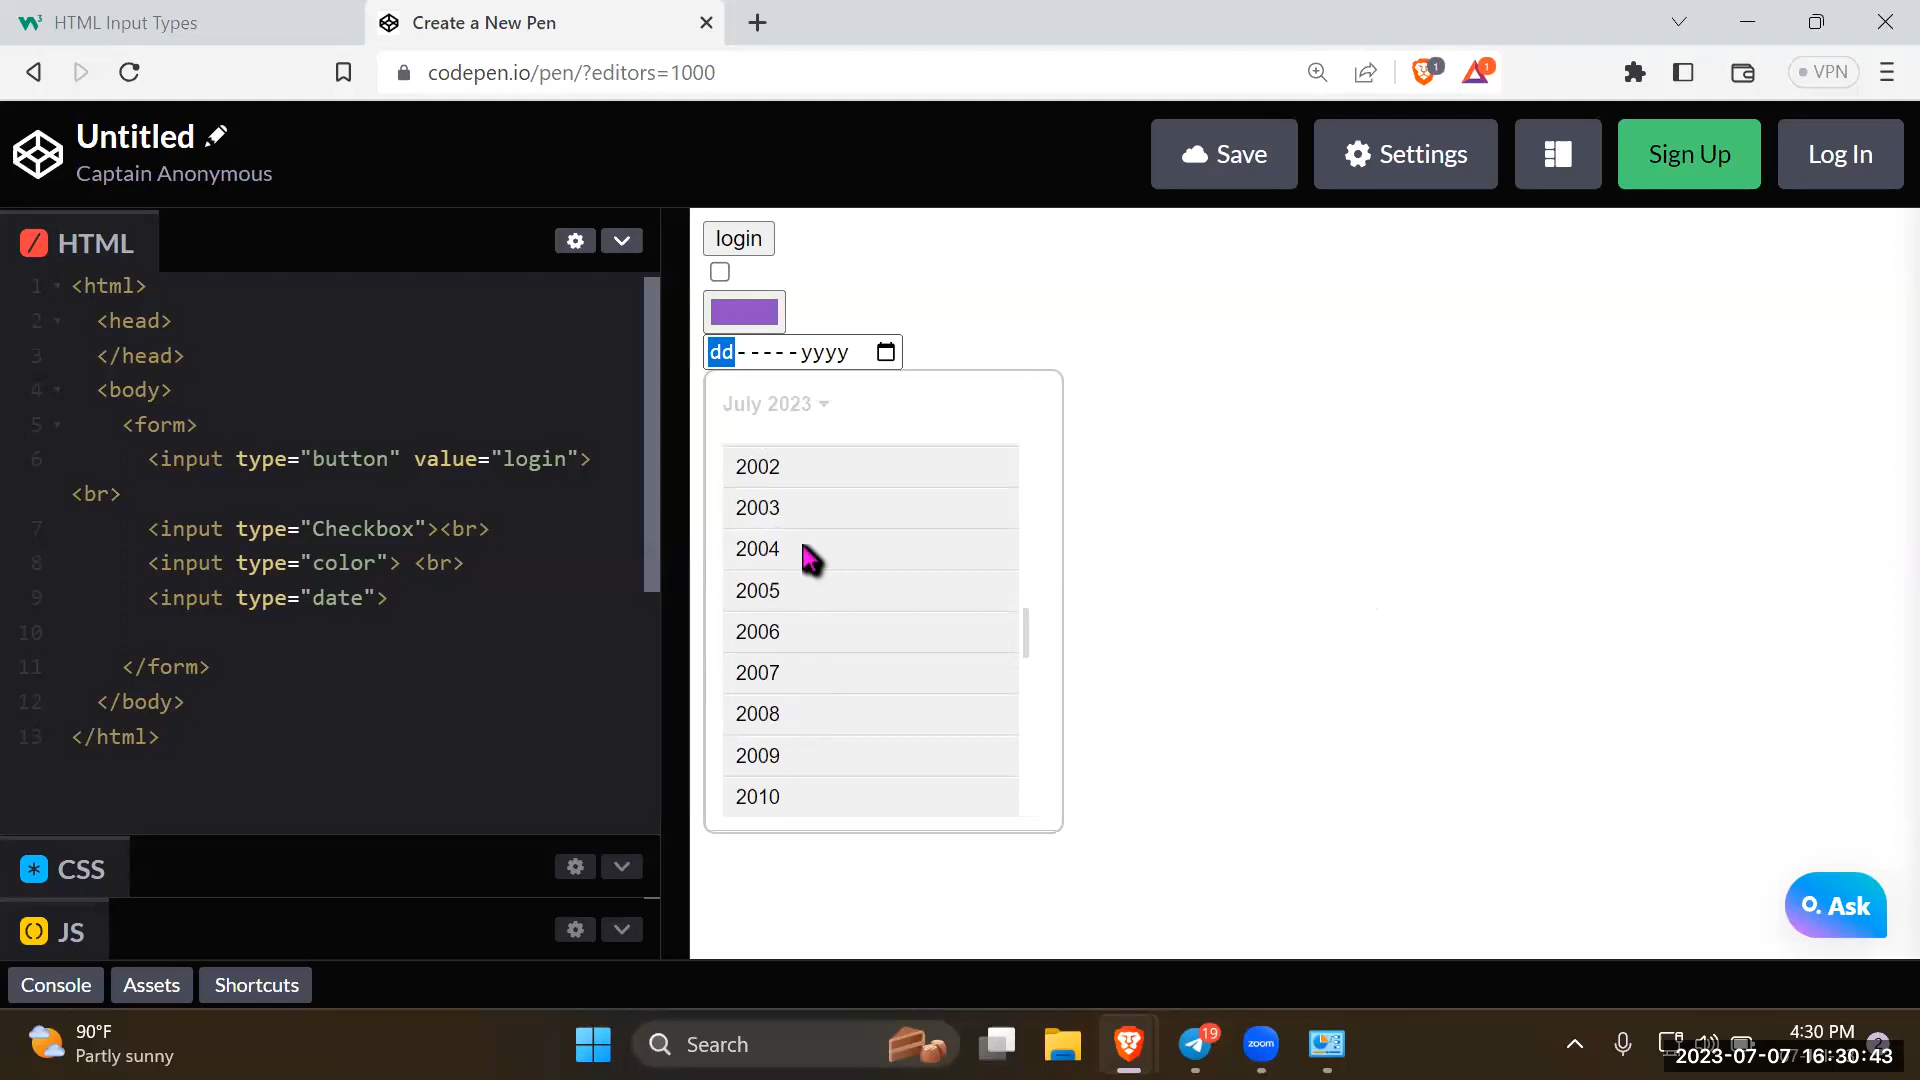 HTML Input Types
Create a New Pen
codepen.io/pen/?editors=1000
1
1
VPN
Untitled
Captain Anonymous
Save
Settings
Sign Up
Log In
HTML
1 <html>
2 <head>
3 </head>
4 <body>
5 <form>
6 <input type="button" value="login">
<br>
7 <input type="Checkbox"><br>
8 <input type="color"> <br>
9 <input type="date">
10
11 </form>
12 </body>
13 </html>
login
dd-----yyyy
July 2023
2002
2003
2004
2005
2006
2007
2008
2009
2010
CSS
JS
Ask
Console
Assets
Shortcuts
90°F
Partly sunny
Search
19
zoom
4:30 PM
2
2023-07-07 16:30:43